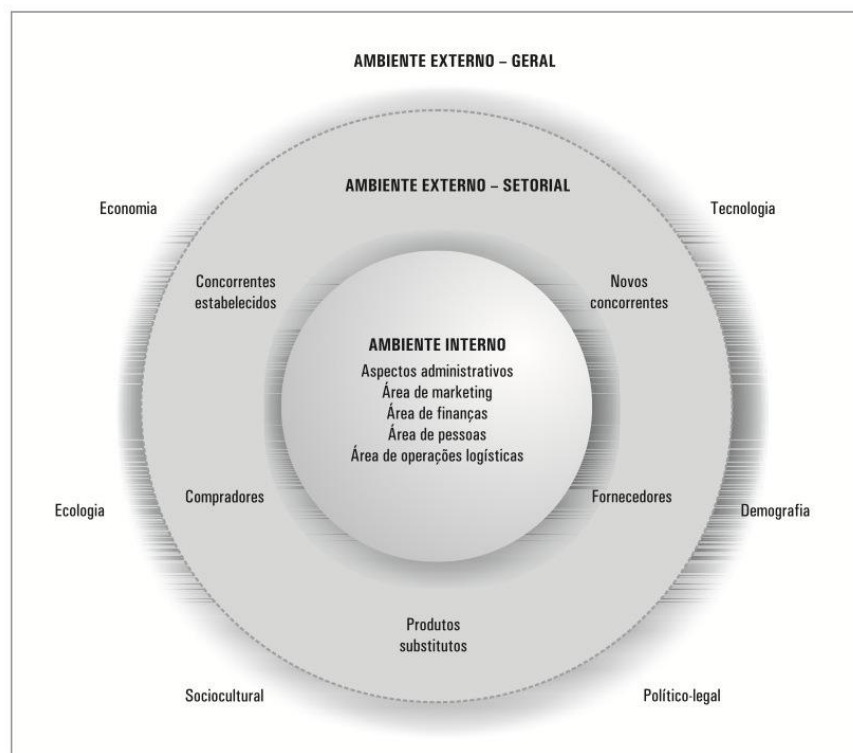 AMBIENTE EXTERNO – GERAL
AMBIENTE EXTERNO – SETORIAL
Economia
Tecnologia
Concorrentes
estabelecidos
Novos
concorrentes
AMBIENTE INTERNO
Aspectos administrativos
Área de marketing
Área de finanças
Área de pessoas
Área de operações logísticas
Compradores
Fornecedores
Ecologia
Demografia
Produtos
substitutos
Sociocultural
Político-legal